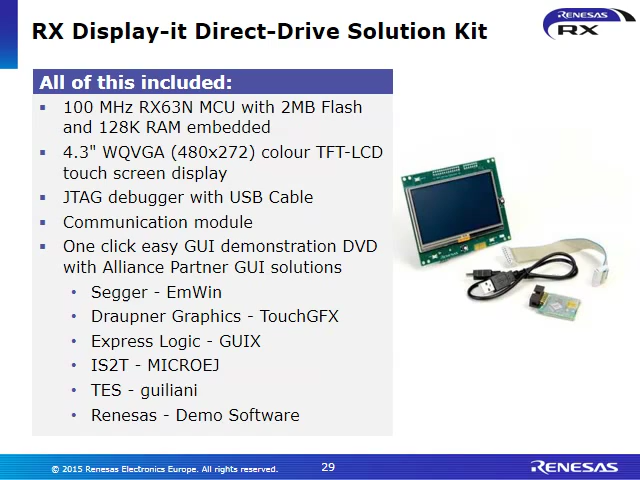 RX Display-it Direct-Drive Solution Kit
RENESAS
RX
All of this included:
▪ 100 MHz RX63N MCU with 2MB Flash
and 128K RAM embedded
▪ 4.3" WQVGA (480x272) colour TFT-LCD
touch screen display
▪ JTAG debugger with USB Cable
▪ Communication module
▪ One click easy GUI demonstration DVD
with Alliance Partner GUI solutions
• Segger - EmWin
• Draupner Graphics - TouchGFX
• Express Logic - GUIX
• IS2T - MICROEJ
• TES - guiliani
• Renesas - Demo Software
© 2015 Renesas Electronics Europe. All rights reserved.
29
RENESAS